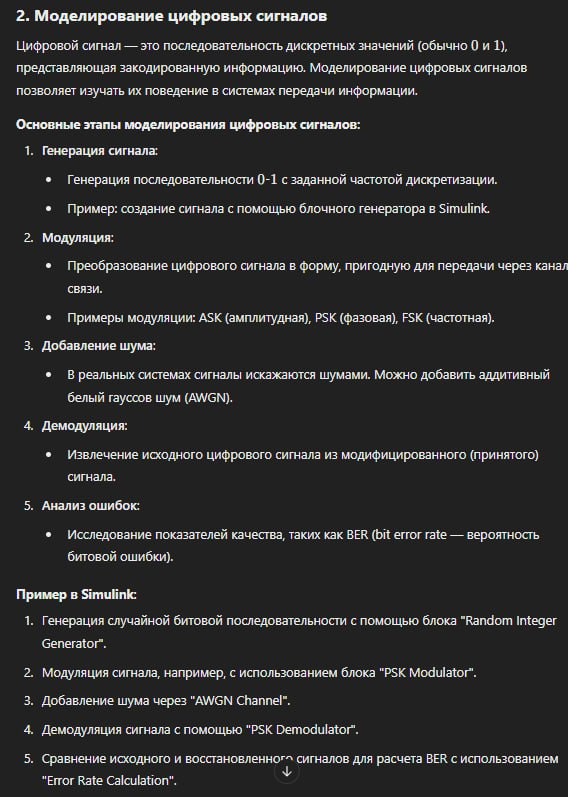 2. Моделирование цифровых сигналов
Цифровой сигнал — это последовательность дискретных значений (обычно 0 и 1),
представляющая закодированную информацию. Моделирование цифровых сигналов
позволяет изучать их поведение в системах передачи информации.
Основные этапы моделирования цифровых сигналов:
1. Генерация сигнала:
• Генерация последовательности 0-1 с заданной частотой дискретизации.
• Пример: создание сигнала с помощью блочного генератора в Simulink.
2. Модуляция:
• Преобразование цифрового сигнала в форму, пригодную для передачи через канал
связи.
• Примеры модуляции: ASK (амплитудная), PSK (фазовая), FSK (частотная).
3. Добавление шума:
• В реальных системах сигналы искажаются шумами. Можно добавить аддитивный
белый гауссов шум (AWGN).
4. Демодуляция:
• Извлечение исходного цифрового сигнала из модифицированного (принятого)
сигнала.
5. Анализ ошибок:
• Исследование показателей качества, таких как BER (bit error rate — вероятность
битовой ошибки).
Пример в Simulink:
1. Генерация случайной битовой последовательности с помощью блока "Random Integer
Generator".
2. Модуляция сигнала, например, с использованием блока "PSK Modulator".
3. Добавление шума через "AWGN Channel".
4. Демодуляция сигнала с помощью "PSK Demodulator".
5. Сравнение исходного и восстановленного сигналов для расчета BER с использованием
"Error Rate Calculation".